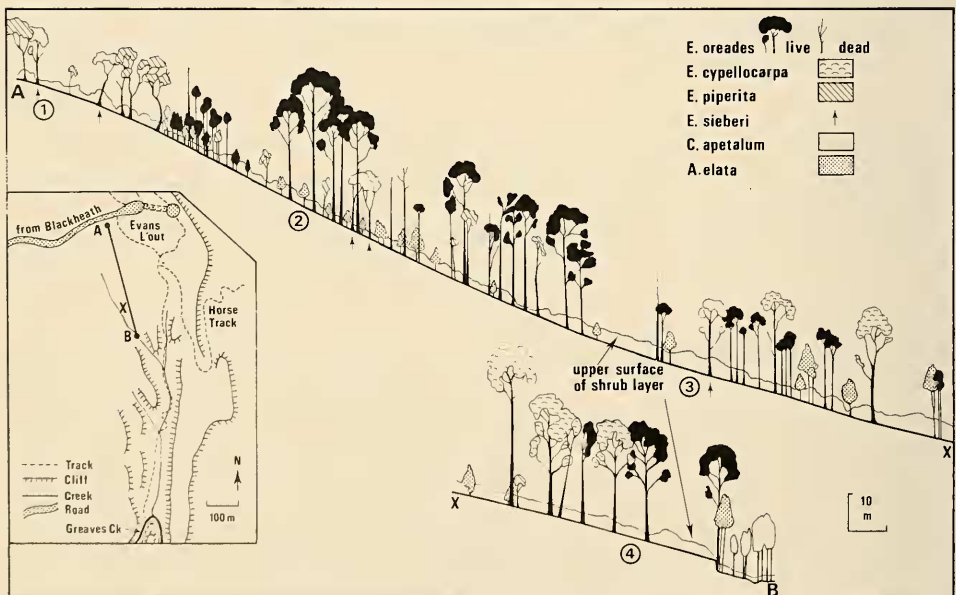 E. oreades live dead
E. cypellocarpa
E. piperita
E. sieberi
C. apetalum
A. elata
A
1
2
3
X
upper surface
of shrub layer
X
4
B
10
m
from Blackheath
A
Evans
L'out
Horse
Track
X
B
Track
Cliff
Creek
Road
Greaves Ck
N
100 m